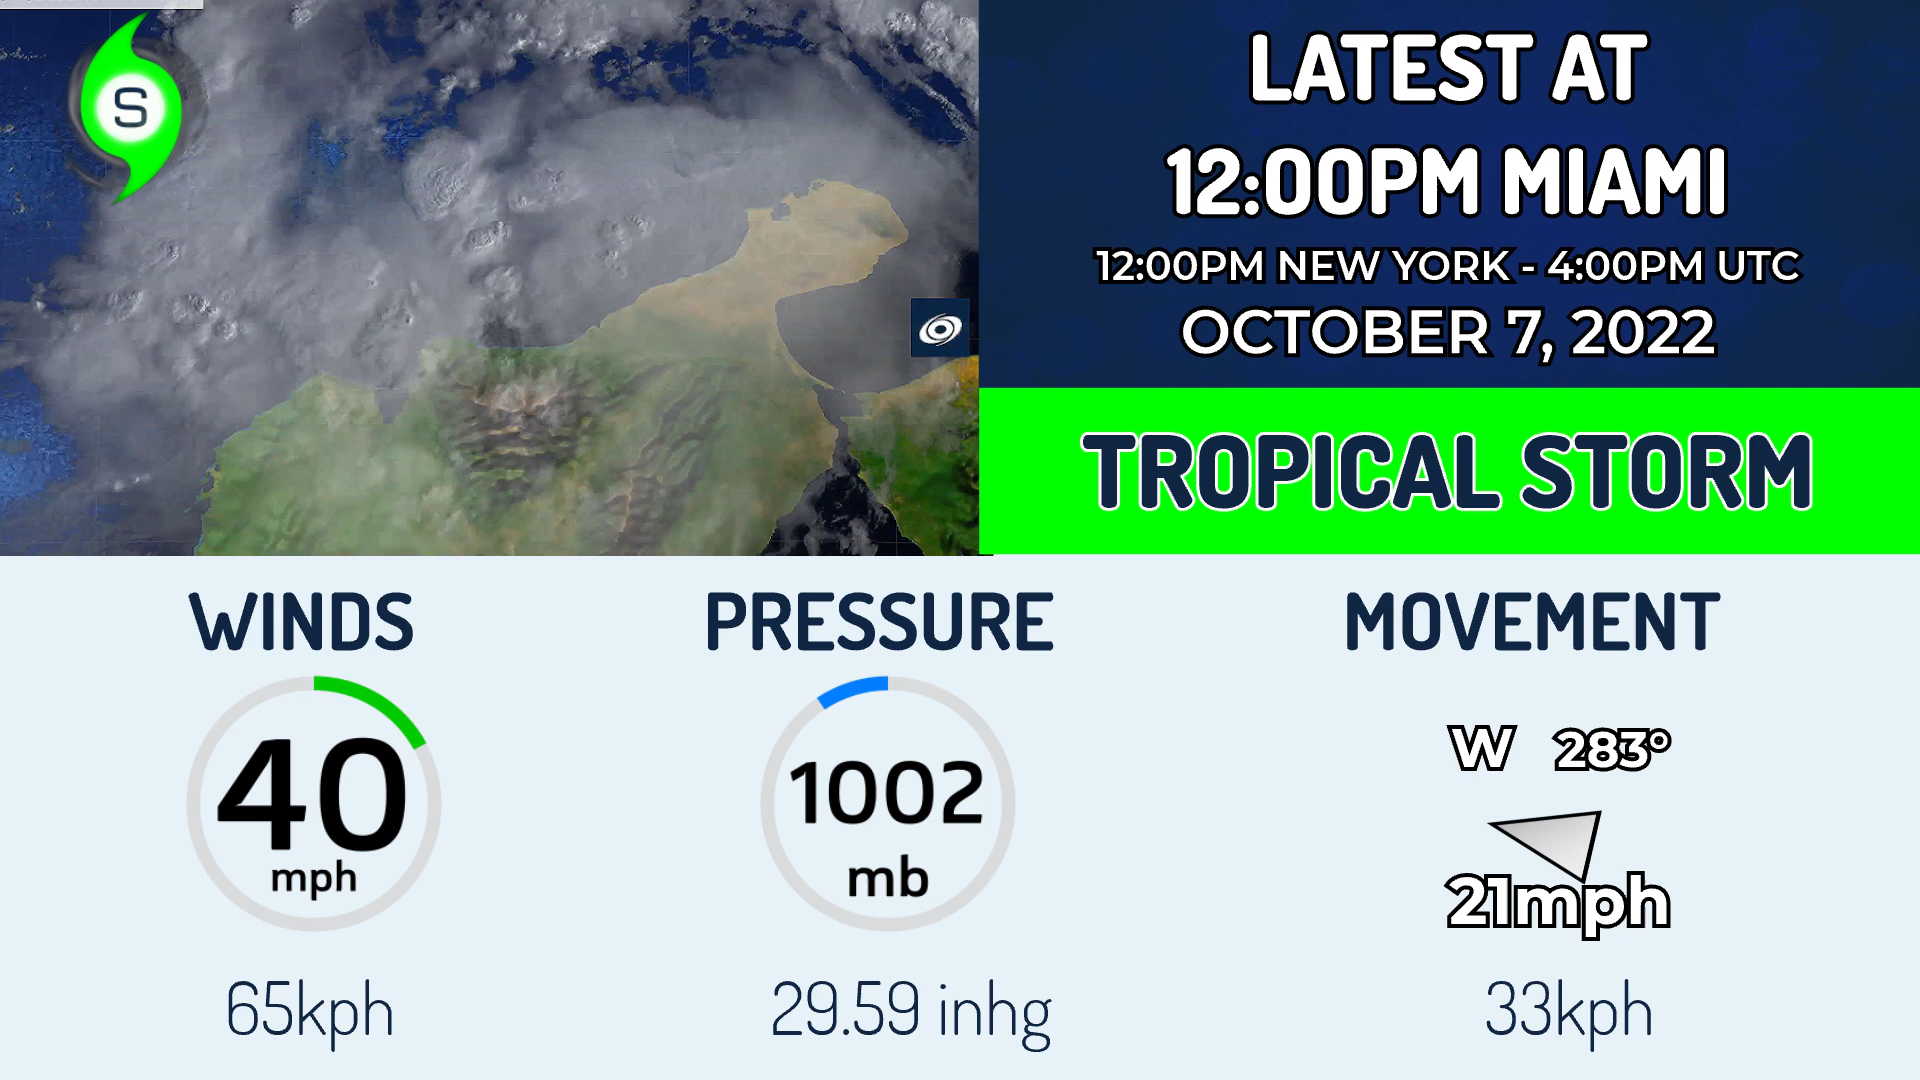 S
LATEST AT
12:00PM MIAMI
12:00PM NEW YORK - 4:00PM UTC
OCTOBER 7, 2022
TROPICAL STORM
WINDS
40
mph
65kph
PRESSURE
1002
mb
29.59 inhg
MOVEMENT
W 283°
21mph
33kph